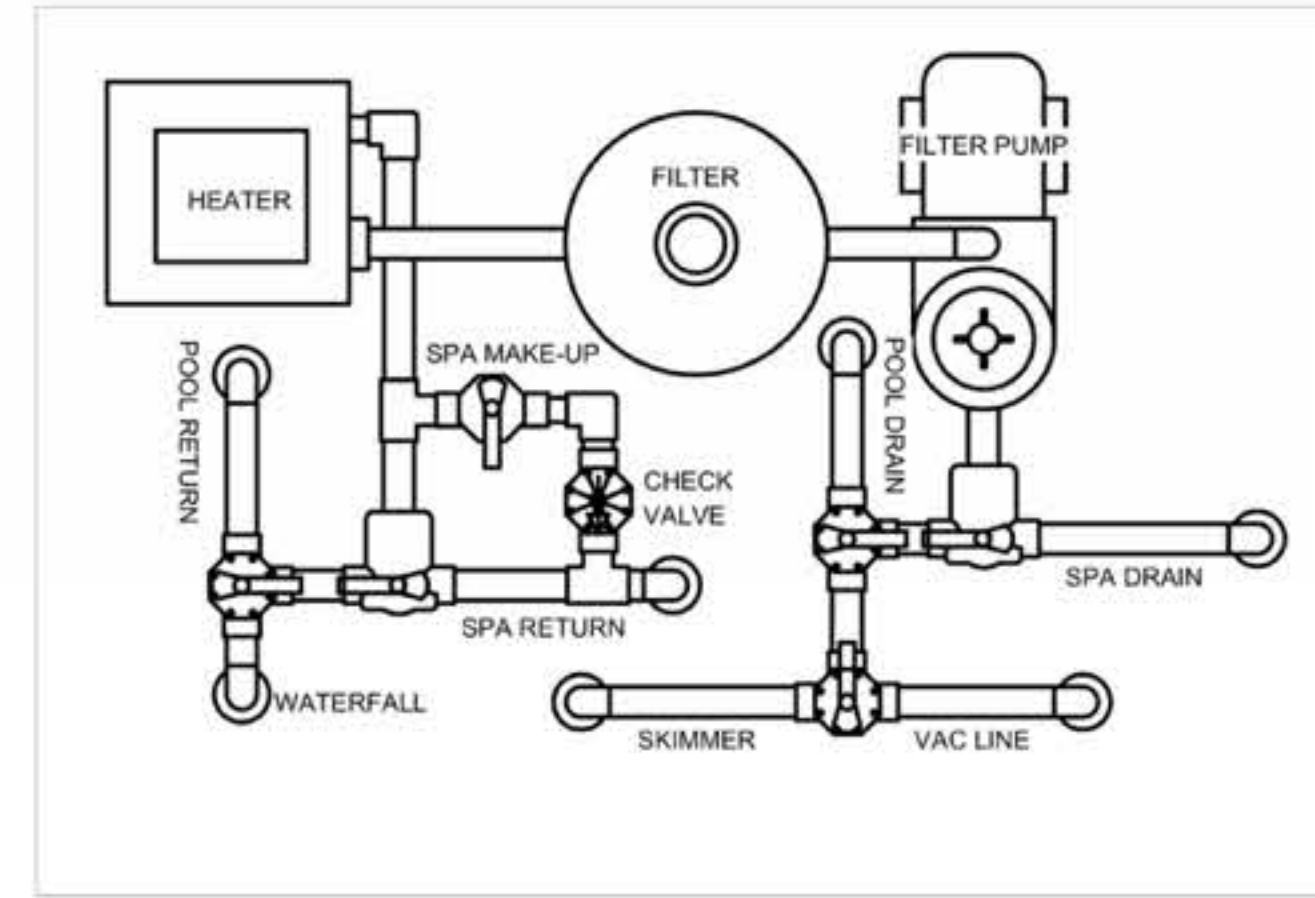 FILTER PUMP
FILTER
HEATER
SPA MAKE-UP
POOL RETURN
POOL DRAIN
CHECK
VALVE
SPA DRAIN
SPA RETURN
WATERFALL
SKIMMER
VAC LINE